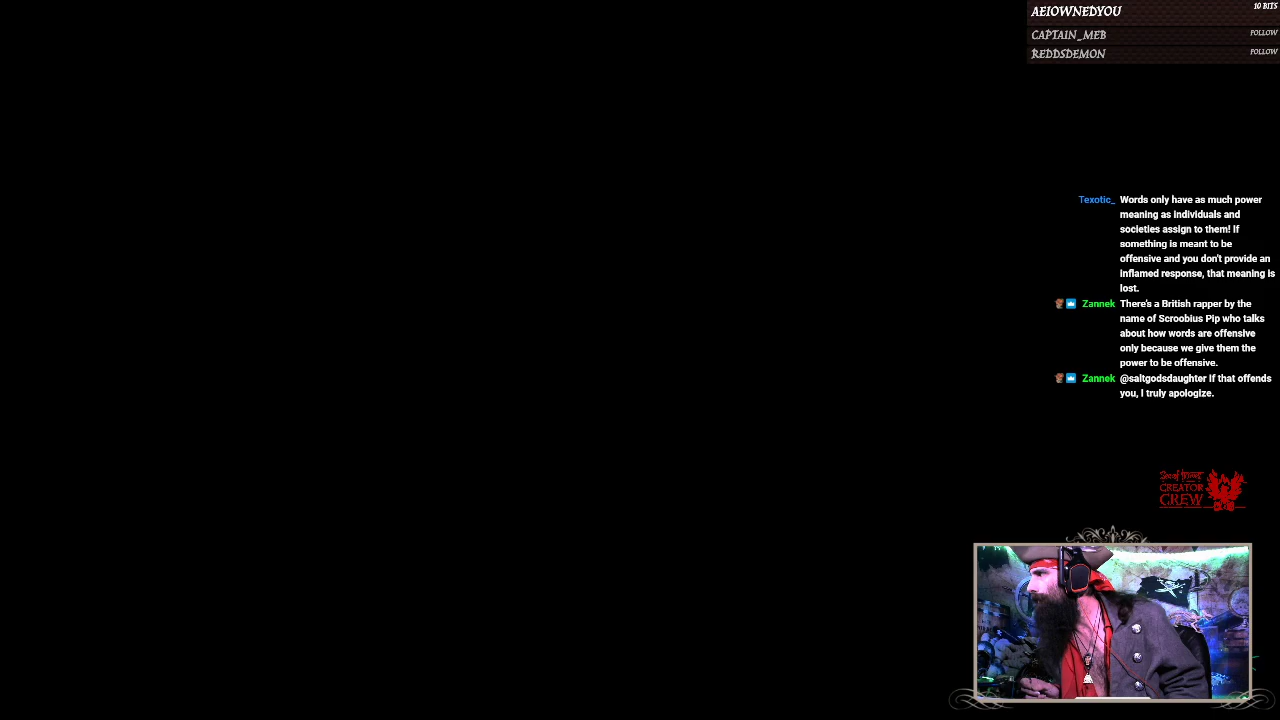 AEIOWNEDYOU 10 BITS
CAPTAIN_MEB FOLLOW
REDDSDEMON FOLLOW
Texotic_ Words only have as much power
meaning as individuals and
societies assign to them! If
something is meant to be
offensive and you don't provide an
inflamed response, that meaning is
lost.
Zannek There's a British rapper by the
name of Scroobius Pip who talks
about how words are offensive
only because we give them the
power to be offensive.
Zannek @saltgodsdaughter If that offends
you, I truly apologize.
Sea of Thieves
CREATOR
CREW